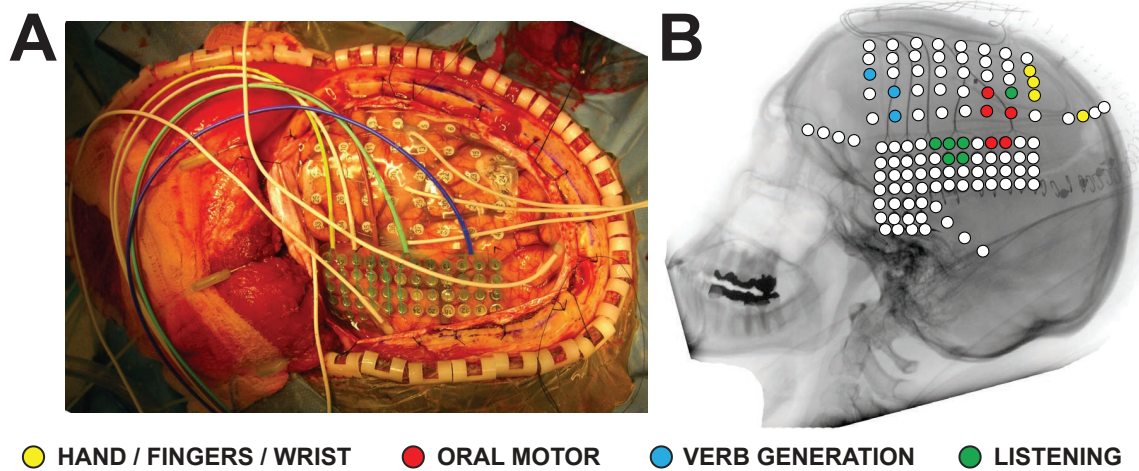 A
B
HAND / FINGERS / WRIST
ORAL MOTOR
VERB GENERATION
LISTENING